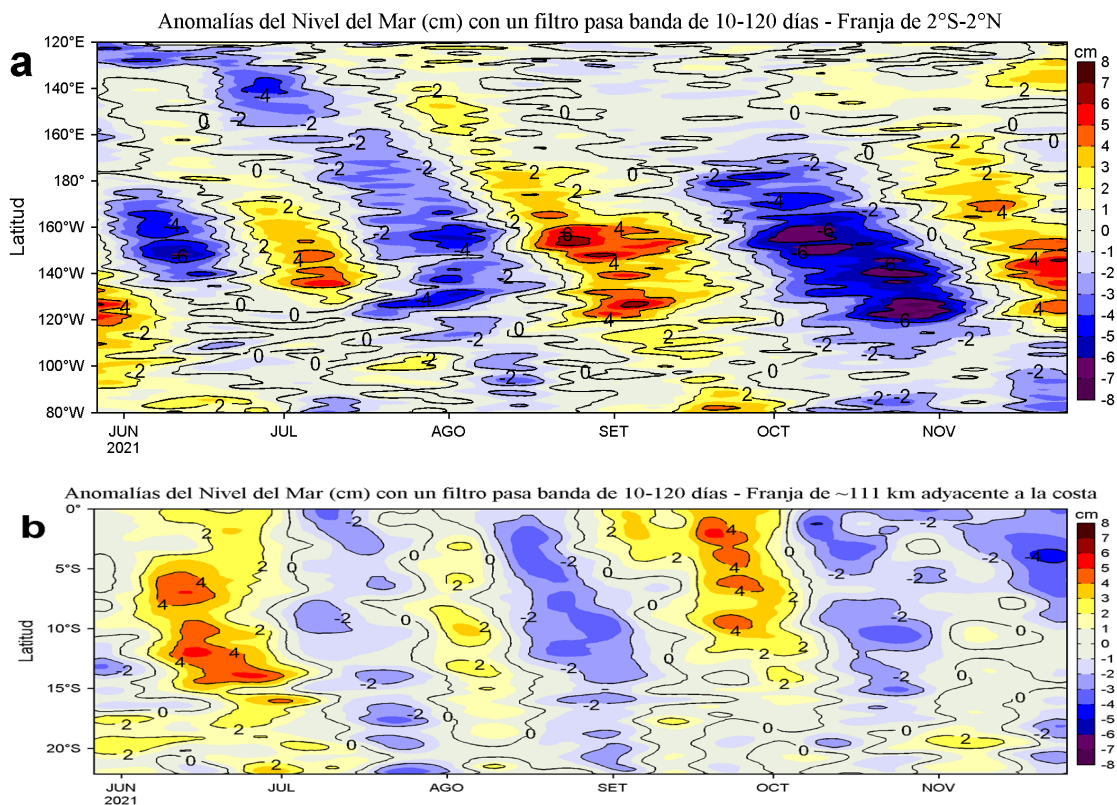 Anomalías del Nivel del Mar (cm) con un filtro pasa banda de 10-120 días - Franja de 2°S-2°N
a
cm
Latitud
120°E
140°E
160°E
180°
160°W
140°W
120°W
100°W
80°W
JUN
2021
JUL
AGO
SET
OCT
NOV
8
7
6
5
4
3
2
1
0
-1
-2
-3
-4
-5
-6
-7
-8
Anomalías del Nivel del Mar (cm) con un filtro pasa banda de 10-120 días - Franja de ~111 km adyacente a la costa
b
cm
Latitud
0°
5°S
10°S
15°S
20°S
JUN
2021
JUL
AGO
SET
OCT
NOV
8
7
6
5
4
3
2
1
0
-1
-2
-3
-4
-5
-6
-7
-8